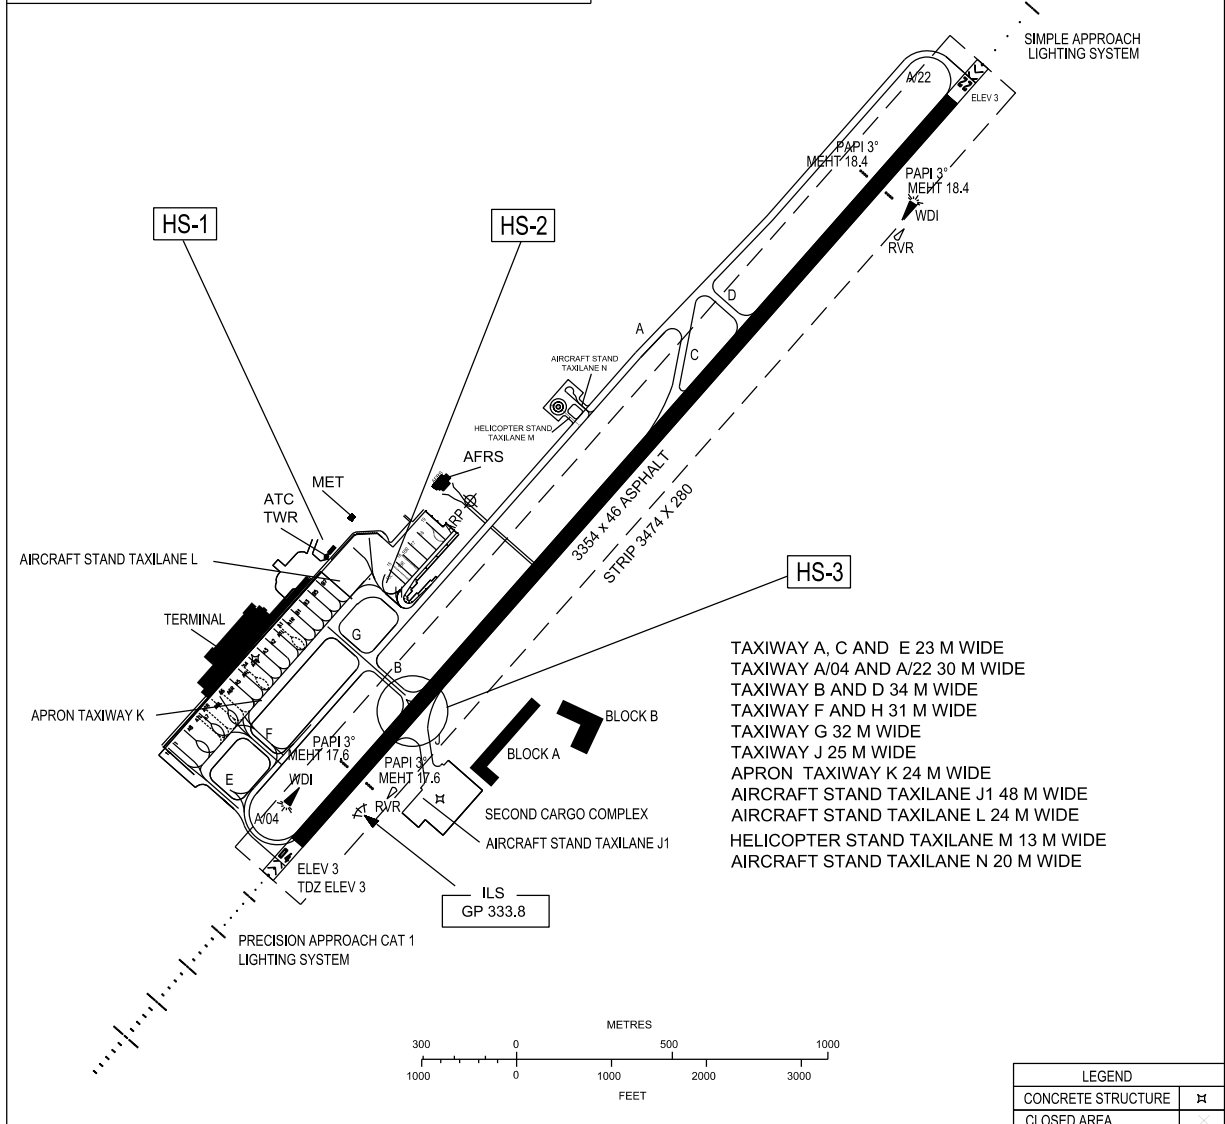 SIMPLE APPROACH
LIGHTING SYSTEM
A/22
22
ELEV 3
PAPI 3°
MEHT 18.4
PAPI 3°
MEHT 18.4
WDI
RVR
HS-1
HS-2
D
A
C
AIRCRAFT STAND
TAXILANE N
HELICOPTER STAND
TAXILANE M
AFRS
MET
ATC
TWR
ARP
3354 x 46 ASPHALT
STRIP 3474 X 280
AIRCRAFT STAND TAXILANE L
HS-3
TERMINAL
G
B
APRON TAXIWAY K
F
E
J
PAPI 3°
MEHT 17.6
PAPI 3°
MEHT 17.6
WDI
RVR
A/04
04
BLOCK B
BLOCK A
SECOND CARGO COMPLEX
AIRCRAFT STAND TAXILANE J1
ELEV 3
TDZ ELEV 3
ILS
GP 333.8
PRECISION APPROACH CAT 1
LIGHTING SYSTEM
TAXIWAY A, C AND E 23 M WIDE
TAXIWAY A/04 AND A/22 30 M WIDE
TAXIWAY B AND D 34 M WIDE
TAXIWAY F AND H 31 M WIDE
TAXIWAY G 32 M WIDE
TAXIWAY J 25 M WIDE
APRON TAXIWAY K 24 M WIDE
AIRCRAFT STAND TAXILANE J1 48 M WIDE
AIRCRAFT STAND TAXILANE L 24 M WIDE
HELICOPTER STAND TAXILANE M 13 M WIDE
AIRCRAFT STAND TAXILANE N 20 M WIDE
METRES
300 0 500 1000
1000 0 1000 2000 3000
FEET
LEGEND
CONCRETE STRUCTURE
CLOSED AREA